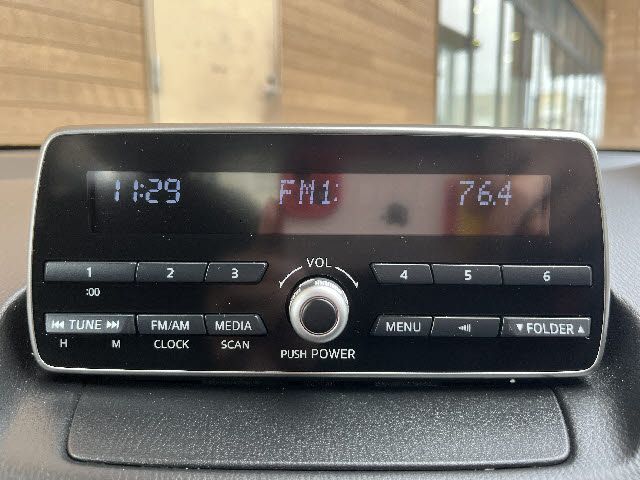 11:29 FM1: 76.4
VOL
1 2 3 4 5 6
:00
TUNE FM/AM MEDIA MENU FOLDER
H M CLOCK SCAN PUSH POWER